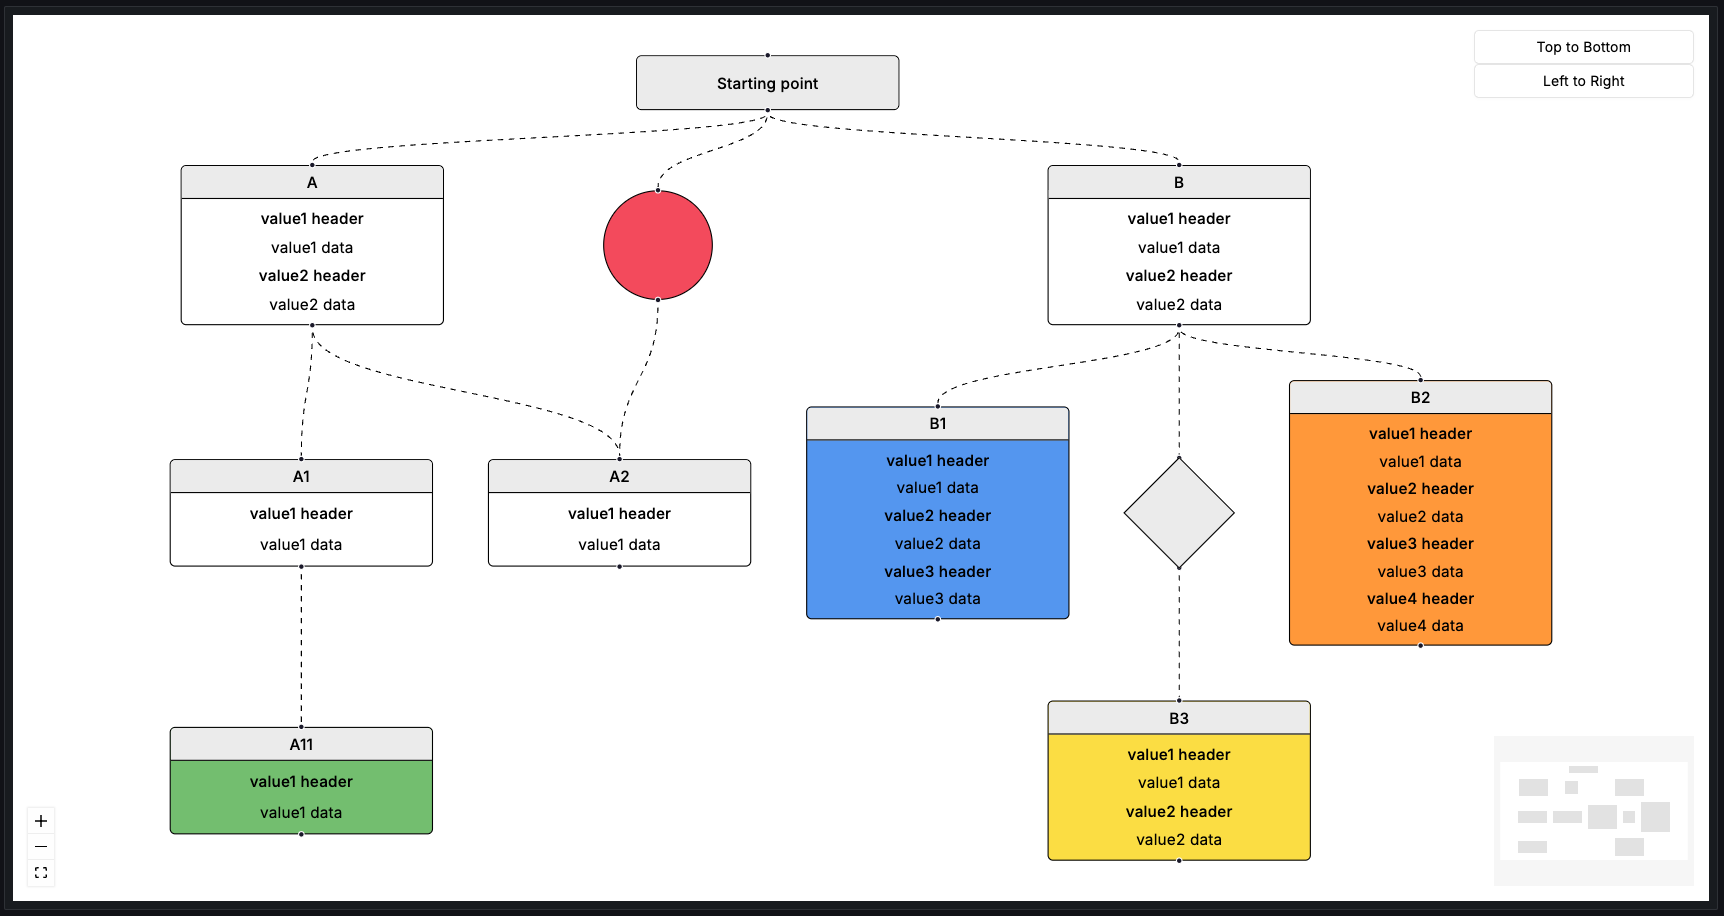 Top to Bottom
Left to Right
Starting point
A
value1 header
value1 data
value2 header
value2 data
B
value1 header
value1 data
value2 header
value2 data
A1
value1 header
value1 data
A2
value1 header
value1 data
B1
value1 header
value1 data
value2 header
value2 data
value3 header
value3 data
B2
value1 header
value1 data
value2 header
value2 data
value3 header
value3 data
value4 header
value4 data
A11
value1 header
value1 data
B3
value1 header
value1 data
value2 header
value2 data